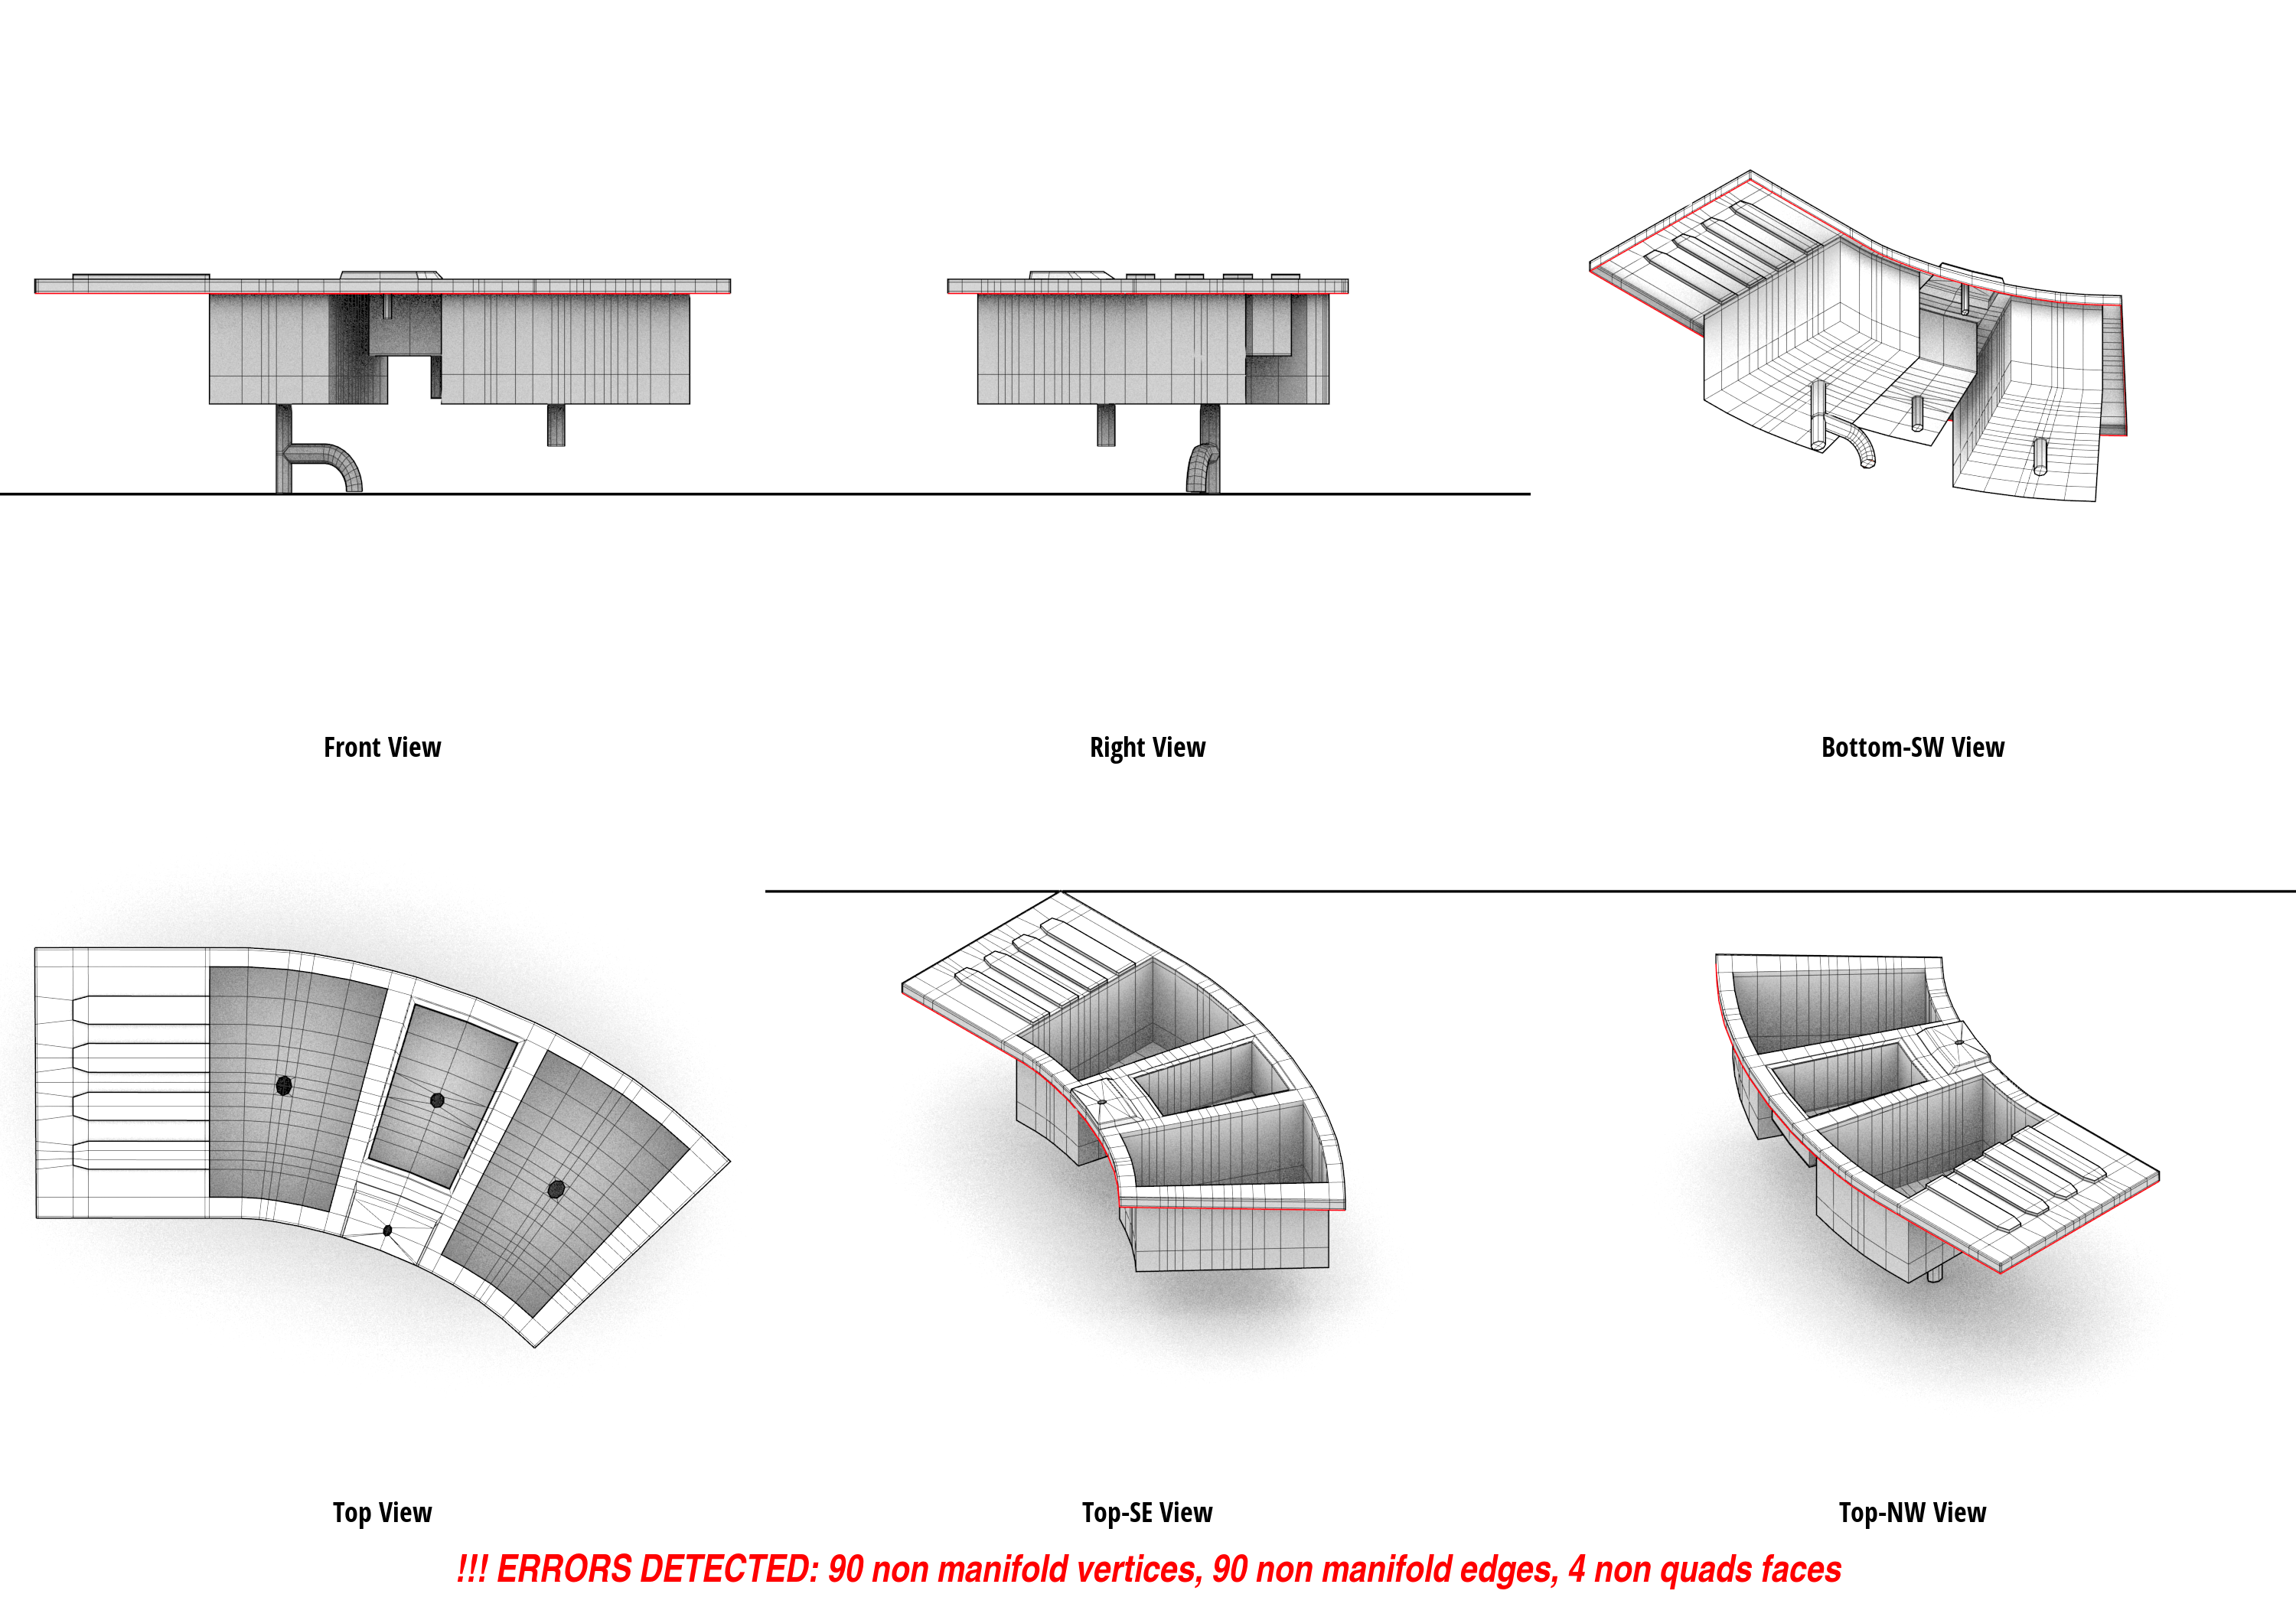 Front View
Right View
Bottom-SW View
Top View
Top-SE View
Top-NW View
!!! ERRORS DETECTED: 90 non manifold vertices, 90 non manifold edges, 4 non quads faces